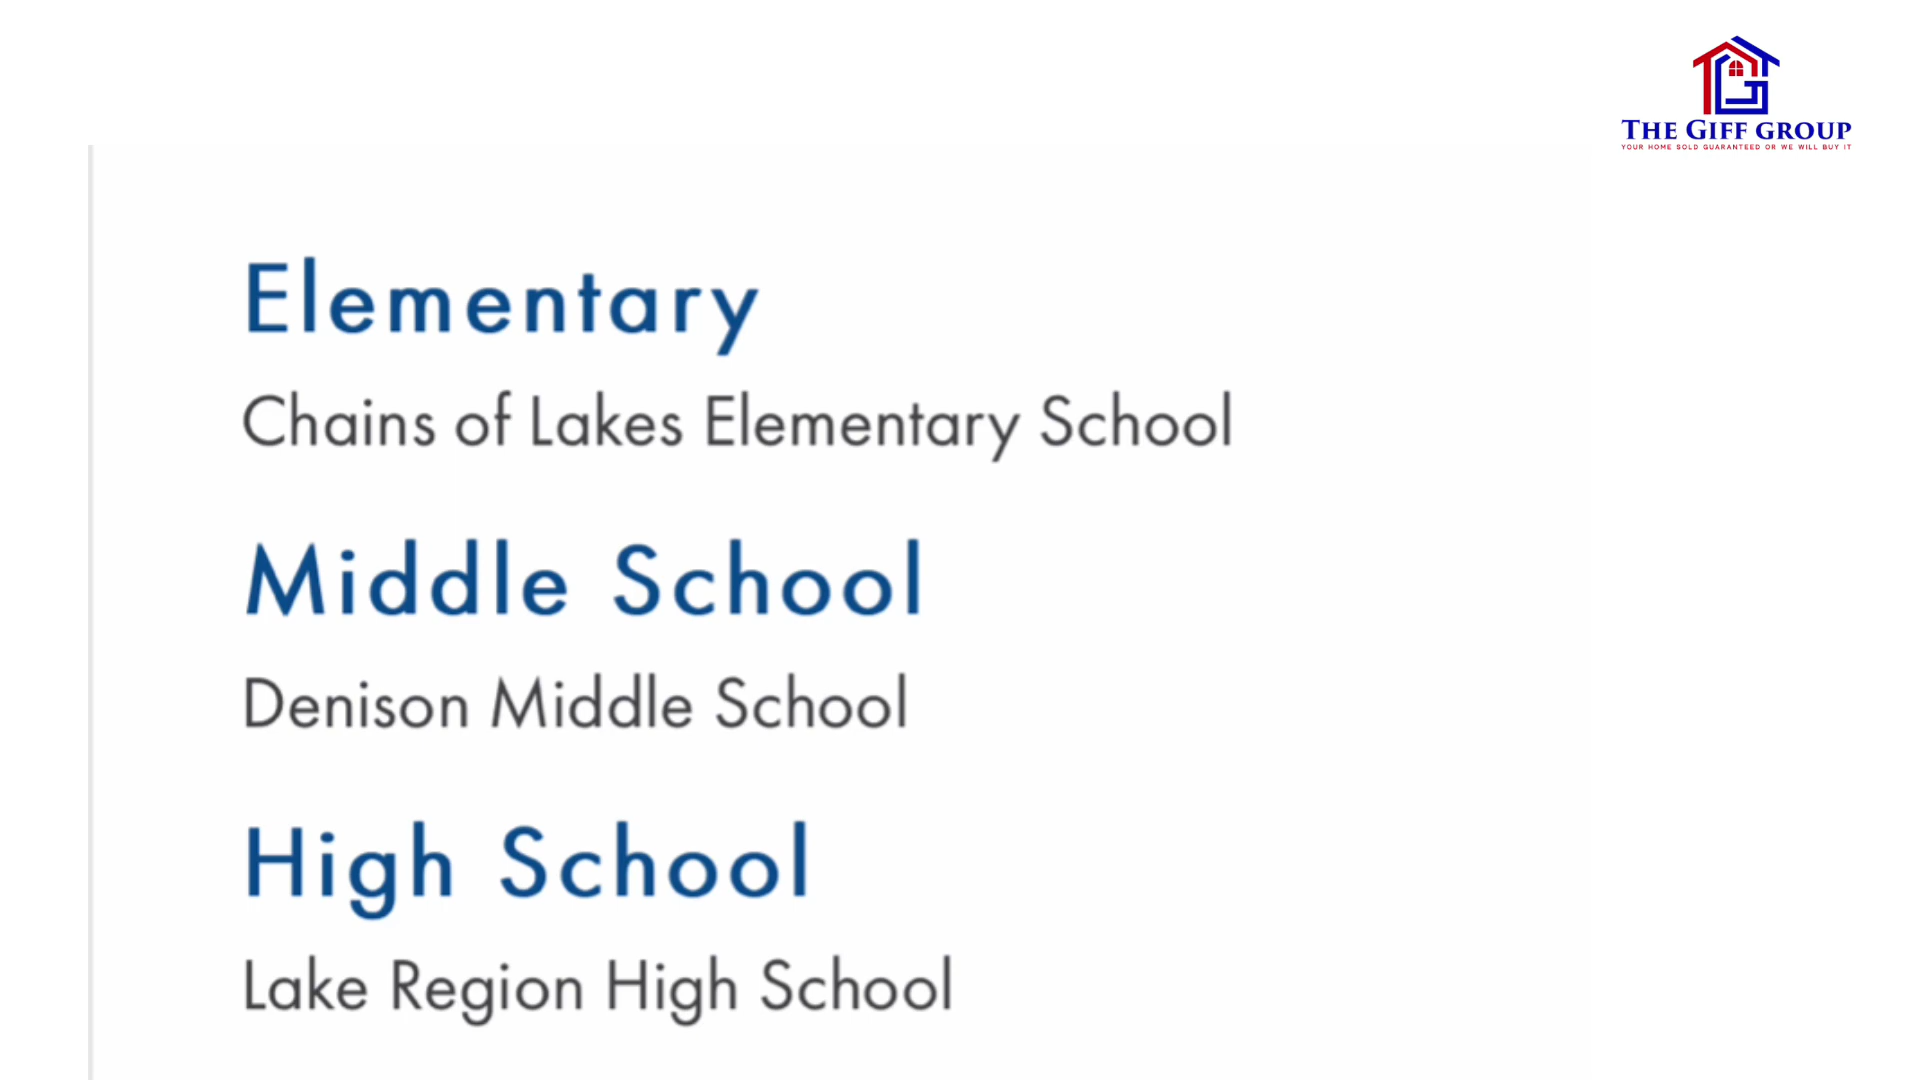 THE GIFF GROUP
YOUR HOME SOLD GUARANTEED OR WE WILL BUY IT
Elementary
Chains of Lakes Elementary School
Middle School
Denison Middle School
High School
Lake Region High School